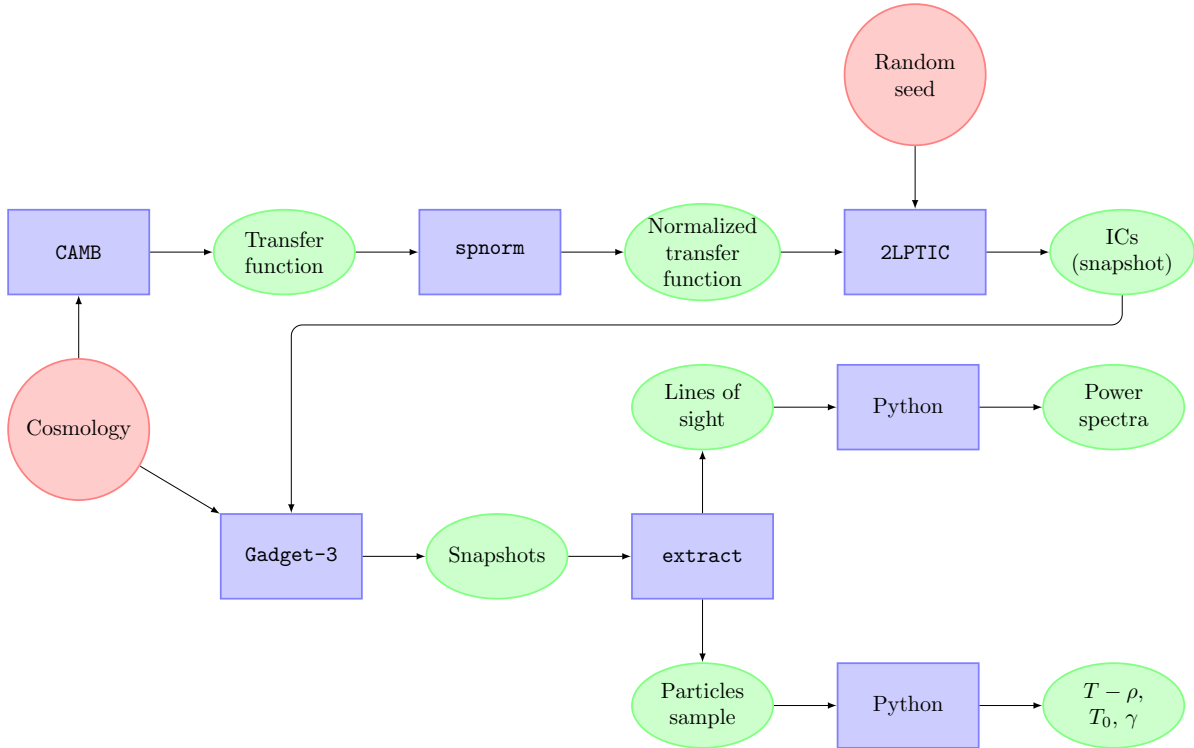 Random
seed
CAMB
Transfer
function
spnorm
Normalized
transfer
function
2LPTIC
ICs
(snapshot)
Cosmology
Lines of
sight
Python
Power
spectra
Gadget-3
Snapshots
extract
Particles
sample
Python
T − ρ,
T₀, γ